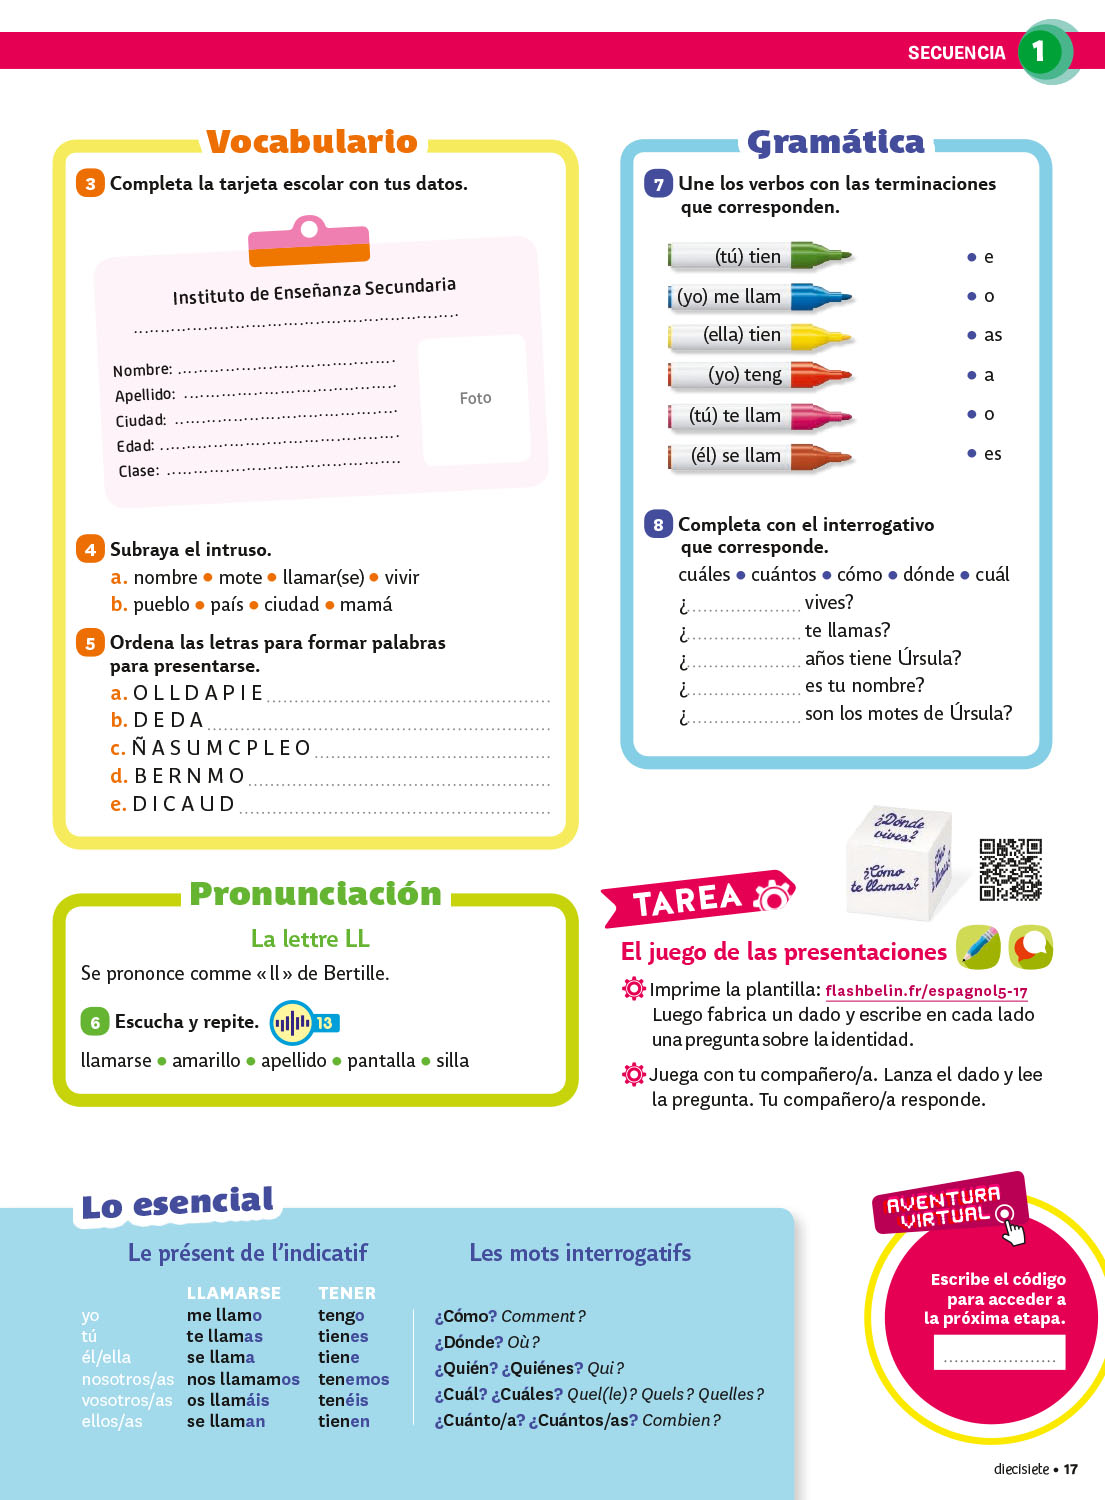 SECUENCIA 1
Vocabulario
3 Completa la tarjeta escolar con tus datos.
Instituto de Enseñanza Secundaria
Nombre:
Apellido:
Ciudad:
Edad:
Clase:
Foto
4 Subraya el intruso.
a. nombre • mote • llamar(se) • vivir
b. pueblo • país • ciudad • mamá
5 Ordena las letras para formar palabras
para presentarse.
a. O L L D A P I E
b. D E D A
c. Ñ A S U M C P L E O
d. B E R N M O
e. D I C A U D
Pronunciación
La lettre LL
Se prononce comme « ll » de Bertille.
6 Escucha y repite. 13
llamarse • amarillo • apellido • pantalla • silla
Gramática
7 Une los verbos con las terminaciones
que corresponden.
(tú) tien • e
(yo) me llam • o
(ella) tien • as
(yo) teng • a
(tú) te llam • o
(él) se llam • es
8 Completa con el interrogativo
que corresponde.
cuáles • cuántos • cómo • dónde • cuál
¿ vives?
¿ te llamas?
¿ años tiene Úrsula?
¿ es tu nombre?
¿ son los motes de Úrsula?
¿Dónde
vives?
¿Cómo
te llamas?
TAREA
El juego de las presentaciones
Imprime la plantilla: flashbelin.fr/espagnol5-17
Luego fabrica un dado y escribe en cada lado
una pregunta sobre la identidad.
Juega con tu compañero/a. Lanza el dado y lee
la pregunta. Tu compañero/a responde.
Lo esencial
Le présent de l'indicatif
LLAMARSE TENER
yo me llamo tengo
tú te llamas tienes
él/ella se llama tiene
nosotros/as nos llamamos tenemos
vosotros/as os llamáis tenéis
ellos/as se llaman tienen
Les mots interrogatifs
¿Cómo? Comment ?
¿Dónde? Où ?
¿Quién? ¿Quiénes? Qui ?
¿Cuál? ¿Cuáles? Quel(le) ? Quels ? Quelles ?
¿Cuánto/a? ¿Cuántos/as? Combien ?
AVENTURA
VIRTUAL
Escribe el código
para acceder a
la próxima etapa.
diecisiete • 17